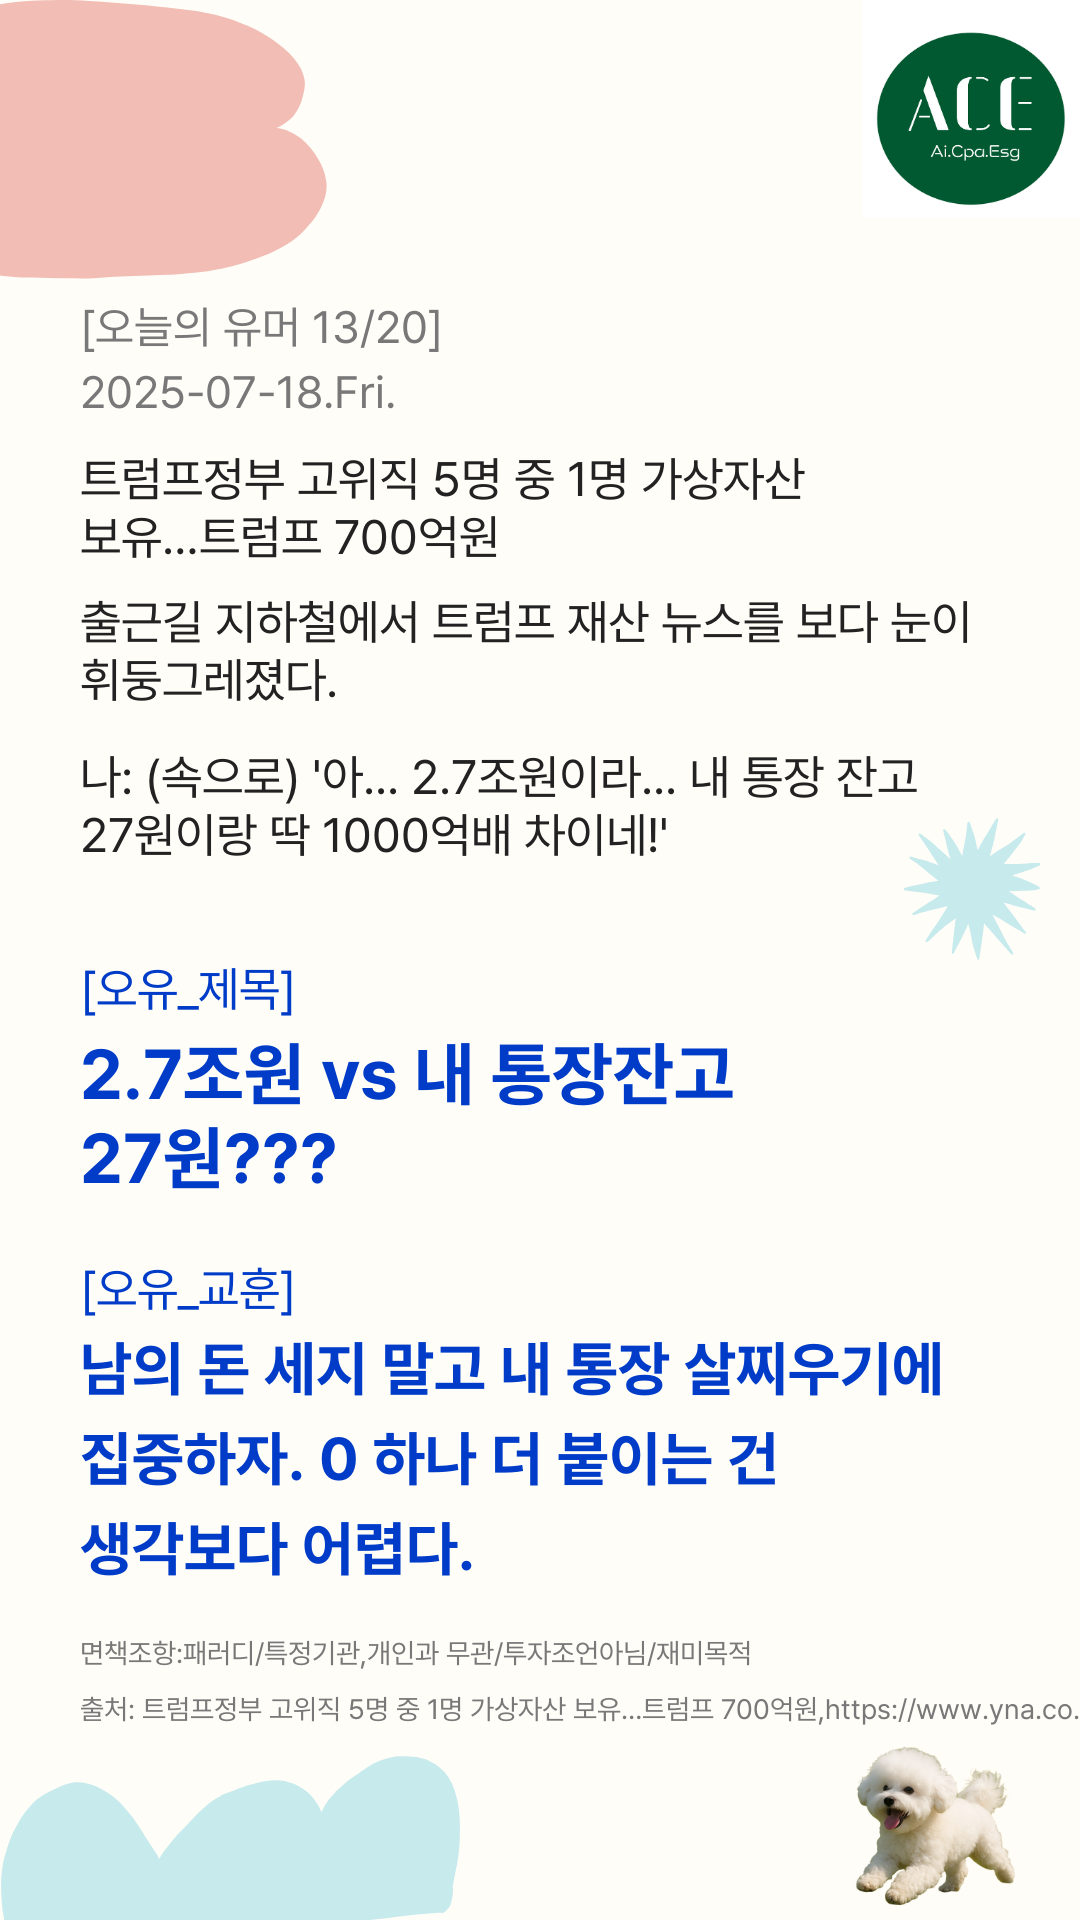 ACE
Ai.Cpa.Esg
[오늘의 유머 13/20]
2025-07-18.Fri.
트럼프정부 고위직 5명 중 1명 가상자산
보유...트럼프 700억원
출근길 지하철에서 트럼프 재산 뉴스를 보다 눈이
휘둥그레졌다.
나: (속으로) '아... 2.7조원이라... 내 통장 잔고
27원이랑 딱 1000억배 차이네!'
[오유_제목]
2.7조원 vs 내 통장잔고
27원???
[오유_교훈]
남의 돈 세지 말고 내 통장 살찌우기에
집중하자. 0 하나 더 붙이는 건
생각보다 어렵다.
면책조항:패러디/특정기관,개인과 무관/투자조언아님/재미목적
출처: 트럼프정부 고위직 5명 중 1명 가상자산 보유...트럼프 700억원,https://www.yna.co.